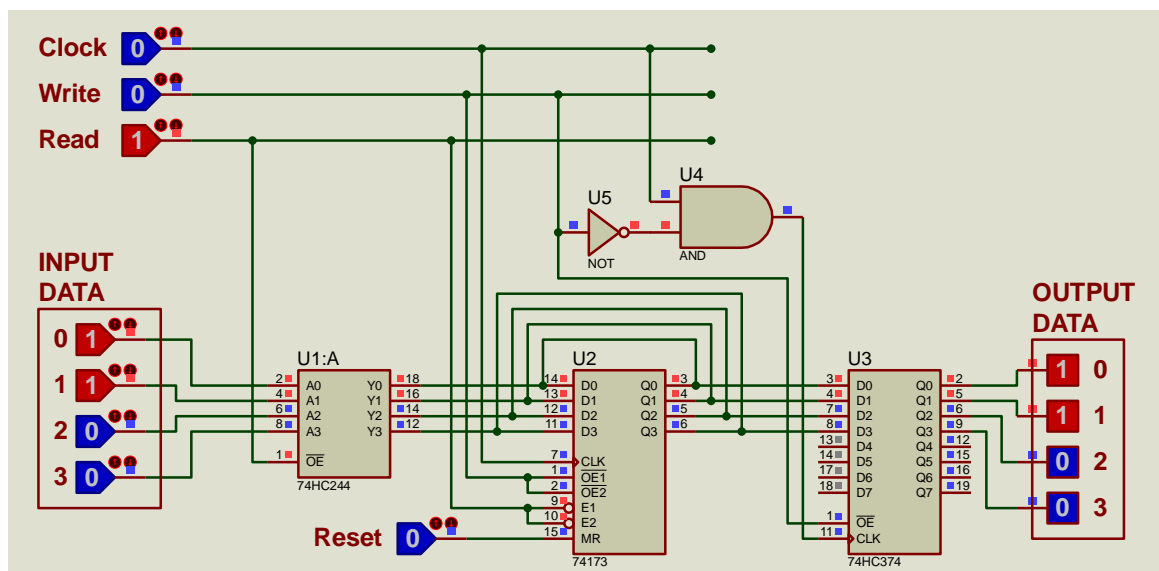 Clock 0
Write 0
Read 1
U4
U5
NOT
AND
INPUT
DATA
0 1
1 1
2 0
3 0
OUTPUT
DATA
1 0
1 1
0 2
0 3
U1:A
2 A0 Y0 18
4 A1 Y1 16
6 A2 Y2 14
8 A3 Y3 12
1 OE
74HC244
U2
14 D0 Q0 3
13 D1 Q1 4
12 D2 Q2 5
11 D3 Q3 6
7 CLK
1 OE1
2 OE2
9 E1
10 E2
15 MR
74173
Reset 0
U3
3 D0 Q0 2
4 D1 Q1 5
7 D2 Q2 6
8 D3 Q3 9
13 D4 Q4 12
14 D5 Q5 15
17 D6 Q6 16
18 D7 Q7 19
1 OE
11 CLK
74HC374